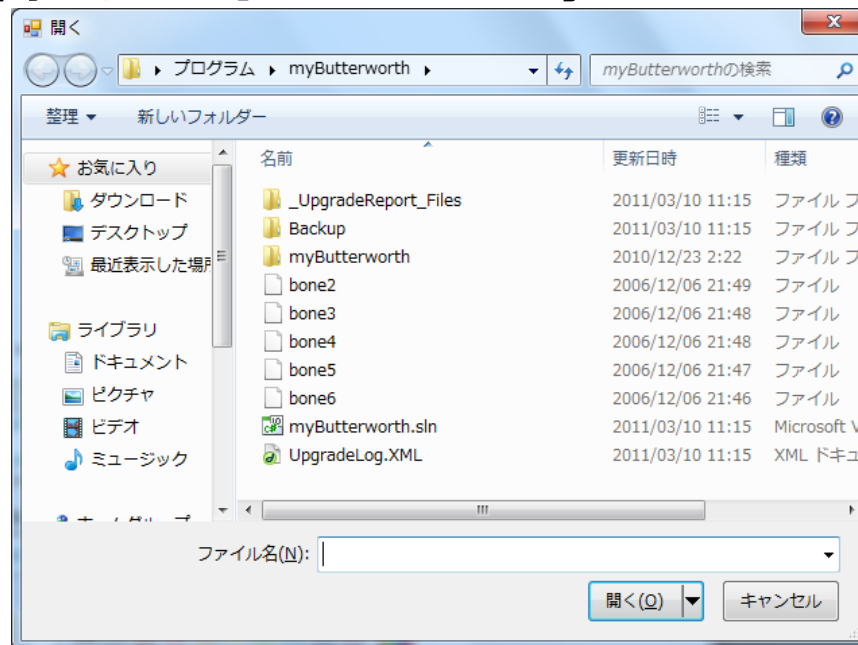 開く
プログラム ▸ myButterworth ▸
myButterworthの検索
整理 ▼ 新しいフォルダー
名前 更新日時 種類
お気に入り
ダウンロード
デスクトップ
最近表示した場所
ライブラリ
ドキュメント
ピクチャ
ビデオ
ミュージック
_UpgradeReport_Files 2011/03/10 11:15 ファイル フ
Backup 2011/03/10 11:15 ファイル フ
myButterworth 2010/12/23 2:22 ファイル フ
bone2 2006/12/06 21:49 ファイル
bone3 2006/12/06 21:48 ファイル
bone4 2006/12/06 21:48 ファイル
bone5 2006/12/06 21:47 ファイル
bone6 2006/12/06 21:46 ファイル
myButterworth.sln 2011/03/10 11:15 Microsoft V
UpgradeLog.XML 2011/03/10 11:15 XML ドキュ
ファイル名(N):
開く(O)
キャンセル